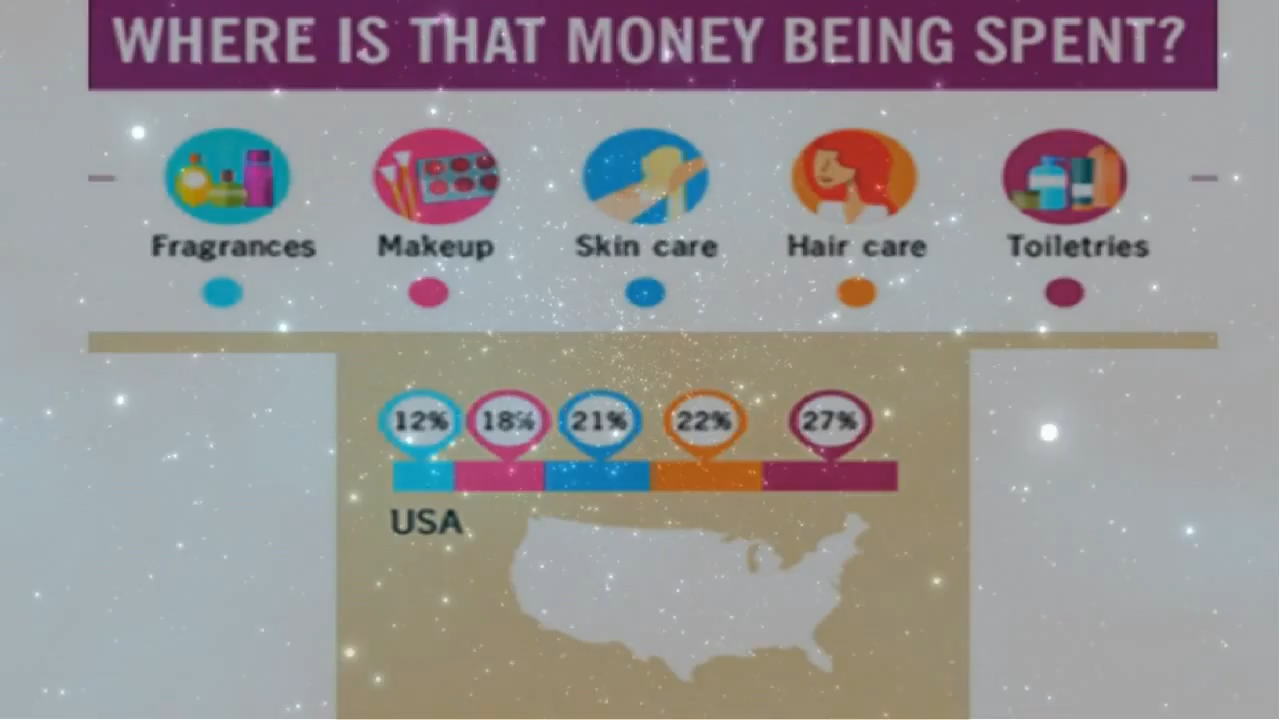 WHERE IS THAT MONEY BEING SPENT?
Fragrances Makeup Skin care Hair care Toiletries
12% 18% 21% 22% 27%
USA